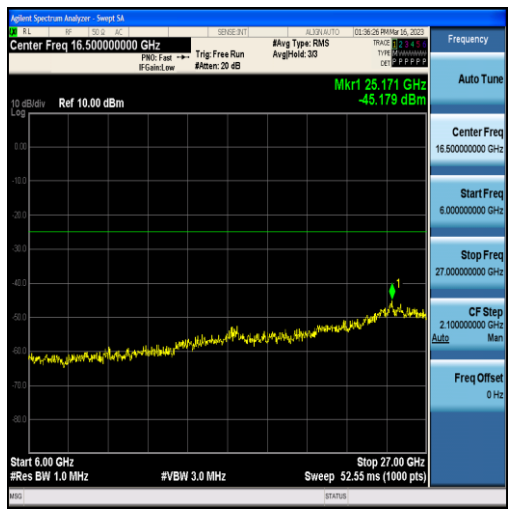 Agilent Spectrum Analyzer - Swept SA
RL RF 50 Ω AC SENSE:INT ALIGN AUTO 01:36:26 PM Mar 16, 2023
Center Freq 16.500000000 GHz
PNO: Fast
IFGain:Low
Trig: Free Run
#Atten: 20 dB
#Avg Type: RMS
Avg|Hold: 3/3
TRACE 1 2 3 4 5 6
TYPE
DET P P P P P P
Frequency
Auto Tune
Center Freq
16.500000000 GHz
Start Freq
6.000000000 GHz
Stop Freq
27.000000000 GHz
CF Step
2.100000000 GHz
Auto Man
Freq Offset
0 Hz
Mkr1 25.171 GHz
-45.179 dBm
10 dB/div Ref 10.00 dBm
Log
0.00
-10.0
-20.0
-30.0
-40.0
-50.0
-60.0
-70.0
-80.0
1
Start 6.00 GHz Stop 27.00 GHz
#Res BW 1.0 MHz #VBW 3.0 MHz Sweep 52.55 ms (1000 pts)
MSG STATUS